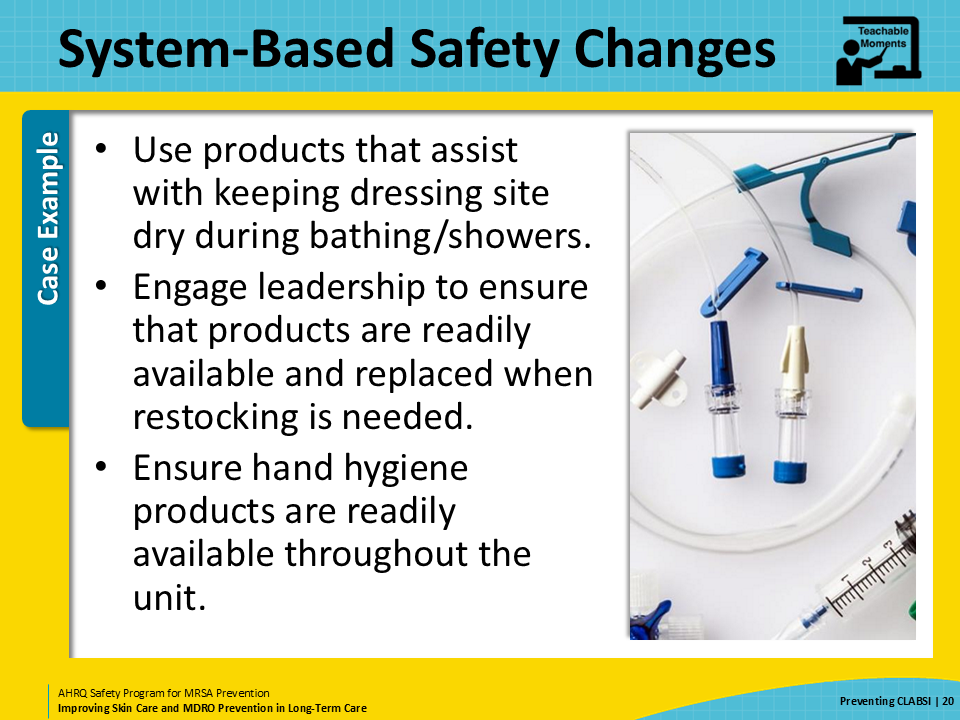 System-Based Safety Changes
Teachable
Moments
Case Example
• Use products that assist
with keeping dressing site
dry during bathing/showers.
• Engage leadership to ensure
that products are readily
available and replaced when
restocking is needed.
• Ensure hand hygiene
products are readily
available throughout the
unit.
1
2
3
AHRQ Safety Program for MRSA Prevention
Improving Skin Care and MDRO Prevention in Long-Term Care
Preventing CLABSI | 20